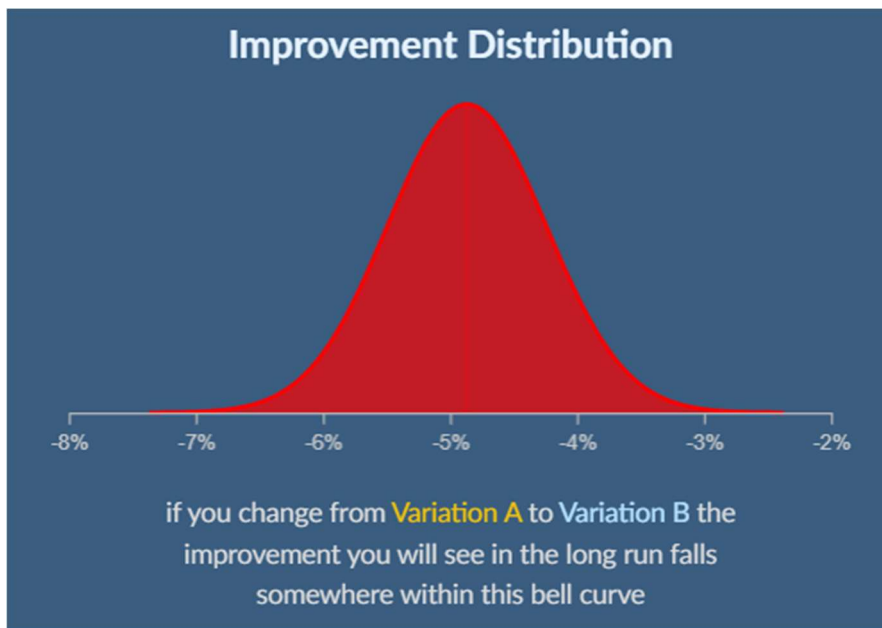 Improvement Distribution
-8% -7% -6% -5% -4% -3% -2%
if you change from Variation A to Variation B the
improvement you will see in the long run falls
somewhere within this bell curve